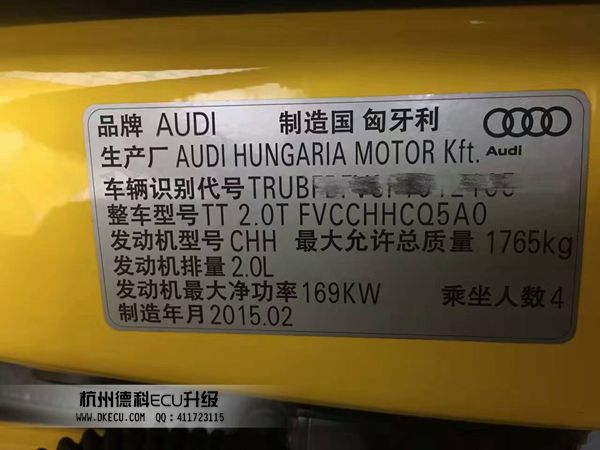 品牌 AUDI 制造国 匈牙利
生产厂 AUDI HUNGARIA MOTOR Kft. Audi
车辆识别代号 TRUB
整车型号 TT 2.0T FVCCHHCQ5A0
发动机型号 CHH 最大允许总质量 1765kg
发动机排量 2.0L
发动机最大净功率 169KW 乘坐人数 4
制造年月 2015.02
杭州德科ECU升级
WWW.DKECU.COM QQ:411723115